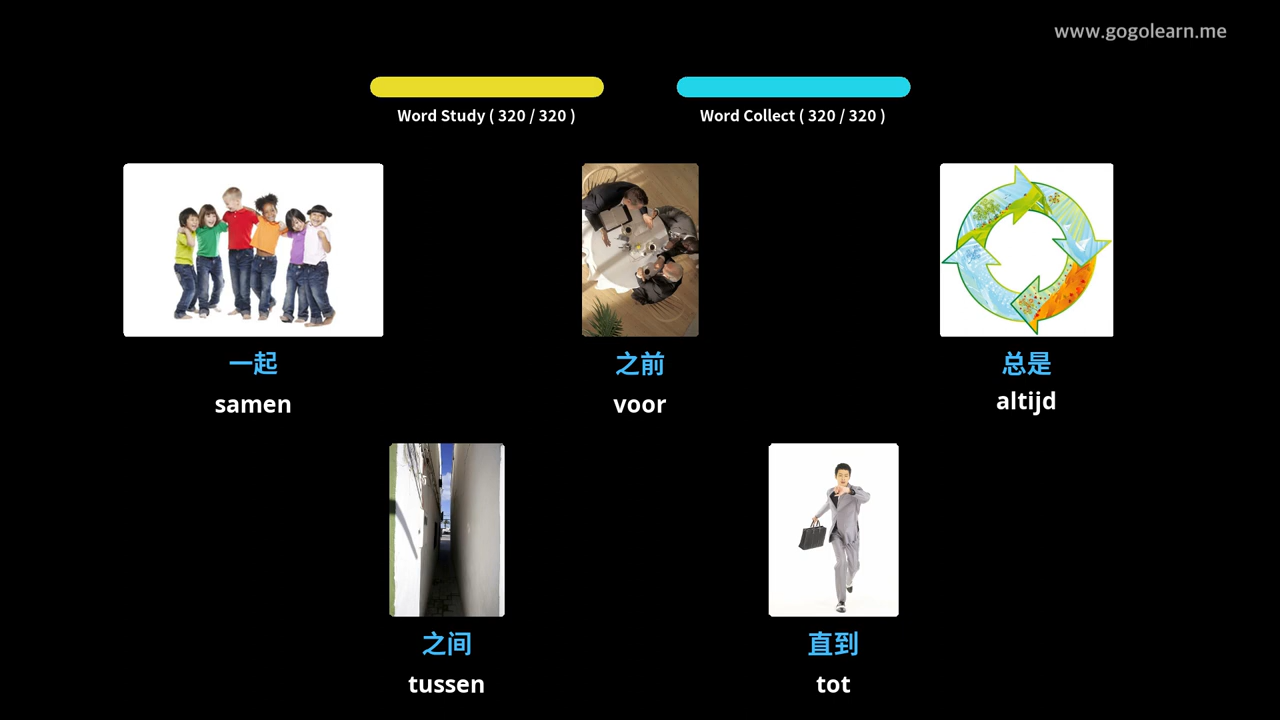 www.gogolearn.me
Word Study ( 320 / 320 )
Word Collect ( 320 / 320 )
一起
samen
之前
voor
总是
altijd
之间
tussen
直到
tot